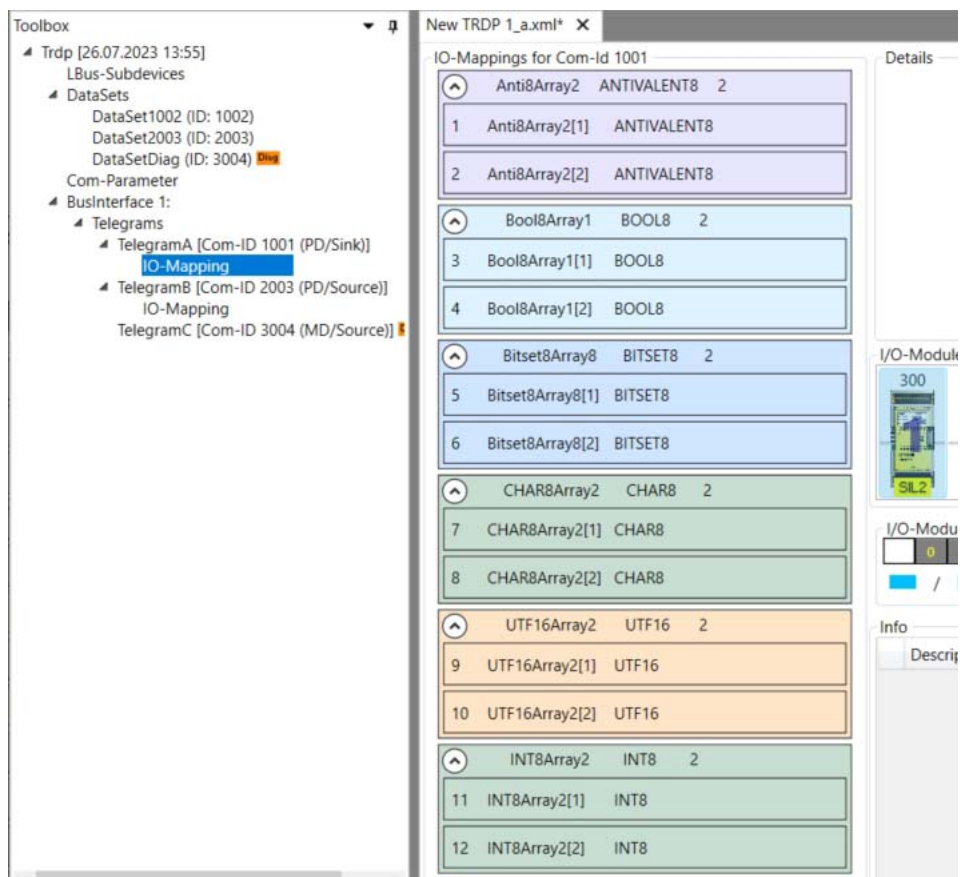 Toolbox
Trdp [26.07.2023 13:55]
LBus-Subdevices
DataSets
DataSet1002 (ID: 1002)
DataSet2003 (ID: 2003)
DataSetDiag (ID: 3004) Diag
Com-Parameter
BusInterface 1:
Telegrams
TelegramA [Com-ID 1001 (PD/Sink)]
IO-Mapping
TelegramB [Com-ID 2003 (PD/Source)]
IO-Mapping
TelegramC [Com-ID 3004 (MD/Source)]
New TRDP 1_a.xml*
IO-Mappings for Com-Id 1001
Anti8Array2 ANTIVALENT8 2
1 Anti8Array2[1] ANTIVALENT8
2 Anti8Array2[2] ANTIVALENT8
Bool8Array1 BOOL8 2
3 Bool8Array1[1] BOOL8
4 Bool8Array1[2] BOOL8
Bitset8Array8 BITSET8 2
5 Bitset8Array8[1] BITSET8
6 Bitset8Array8[2] BITSET8
CHAR8Array2 CHAR8 2
7 CHAR8Array2[1] CHAR8
8 CHAR8Array2[2] CHAR8
UTF16Array2 UTF16 2
9 UTF16Array2[1] UTF16
10 UTF16Array2[2] UTF16
INT8Array2 INT8 2
11 INT8Array2[1] INT8
12 INT8Array2[2] INT8
Details
I/O-Module
300
1
SIL2
I/O-Modu
0
/
Info
Descrip